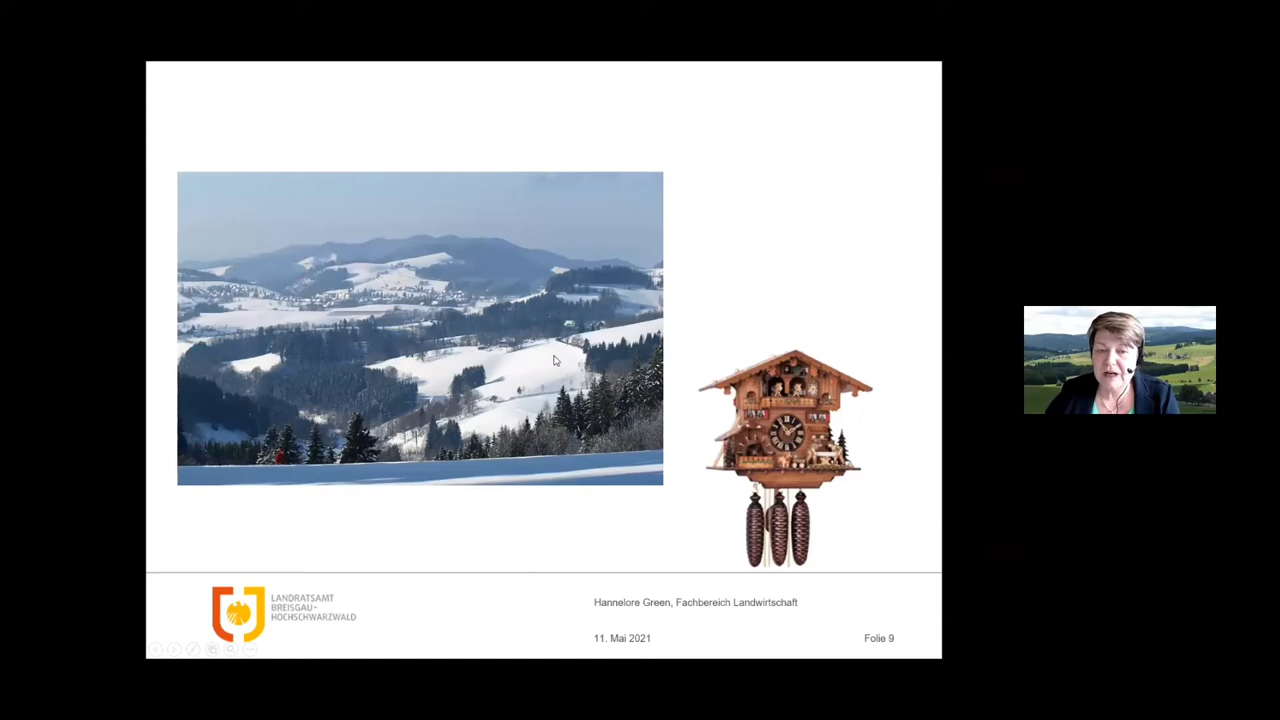 LANDRATSAMT
BREISGAU-
HOCHSCHWARZWALD
Hannelore Green, Fachbereich Landwirtschaft
11. Mai 2021
Folie 9